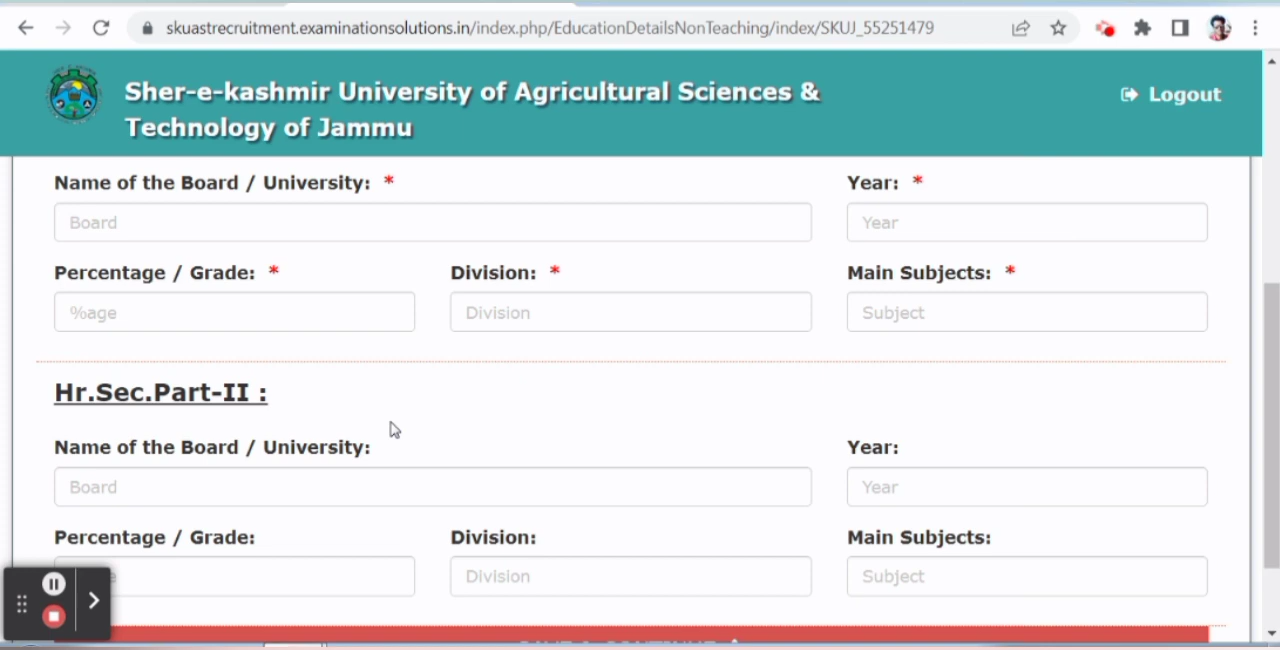 skuastrecruitment.examinationsolutions.in/index.php/EducationDetailsNonTeaching/index/SKUJ_55251479
Sher-e-kashmir University of Agricultural Sciences &
Technology of Jammu
Logout
Name of the Board / University: * Year: *
Board Year
Percentage / Grade: * Division: * Main Subjects: *
%age Division Subject
Hr.Sec.Part-II :
Name of the Board / University: Year:
Board Year
Percentage / Grade: Division: Main Subjects:
Division Subject